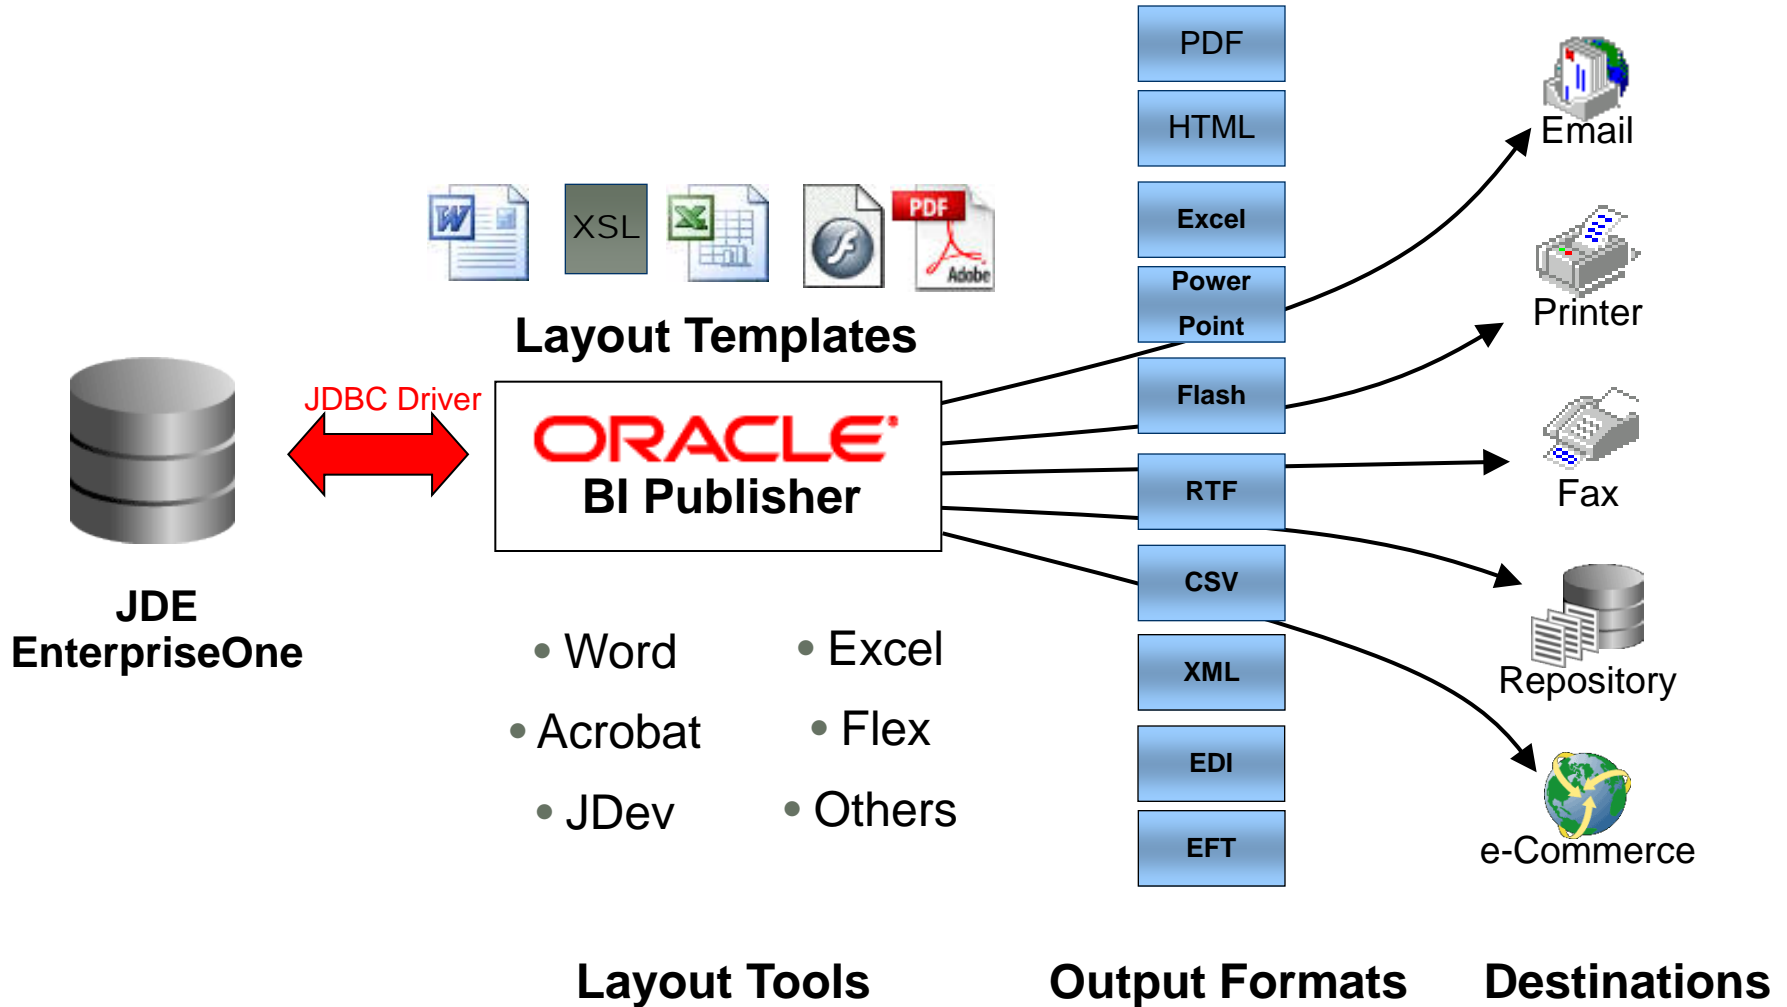 PDF
HTML
Excel
Power
Point
Flash
RTF
CSV
XML
EDI
EFT
Email
Printer
Fax
Repository
e-Commerce
W
XSL
X
PDF
Adobe
Layout Templates
JDBC Driver
ORACLE
BI Publisher
JDE
EnterpriseOne
• Word
• Acrobat
• JDev
• Excel
• Flex
• Others
Layout Tools
Output Formats
Destinations